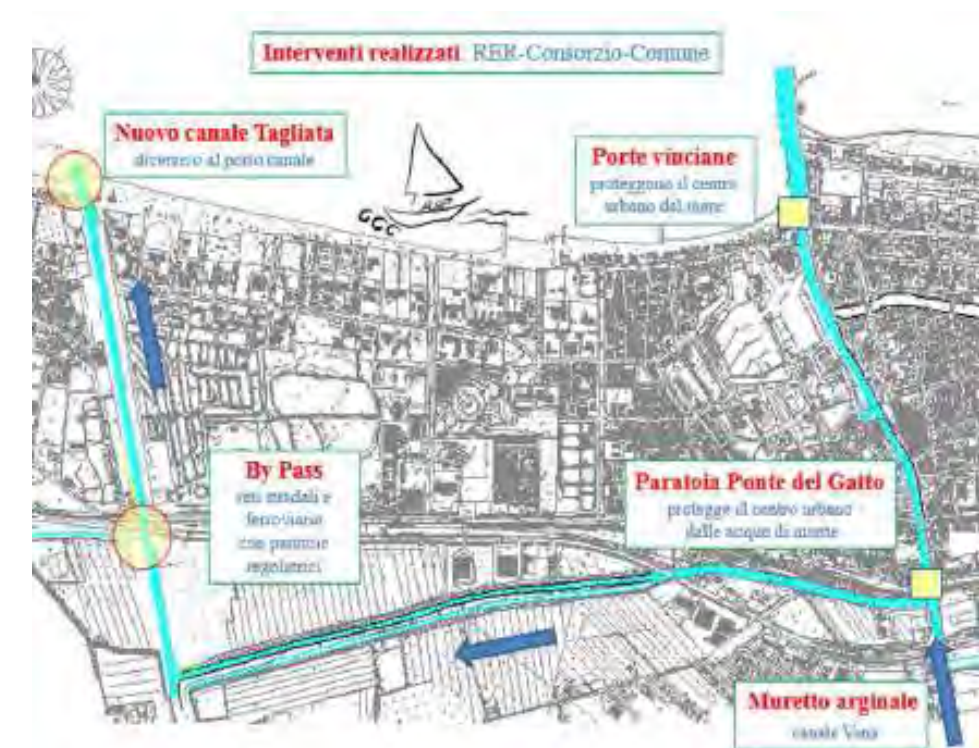 Interventi realizzati RER-Consorzio-Comune
Nuovo canale Tagliata
diversivo al porto canale
Porte vinciane
proteggono il centro
urbano dal mare
By Pass
reti stradali e
ferroviarie
con paratoie
regolatrici
Paratoia Ponte del Gatto
protegge il centro urbano
dalle acque di monte
Muretto arginale
canale Vena